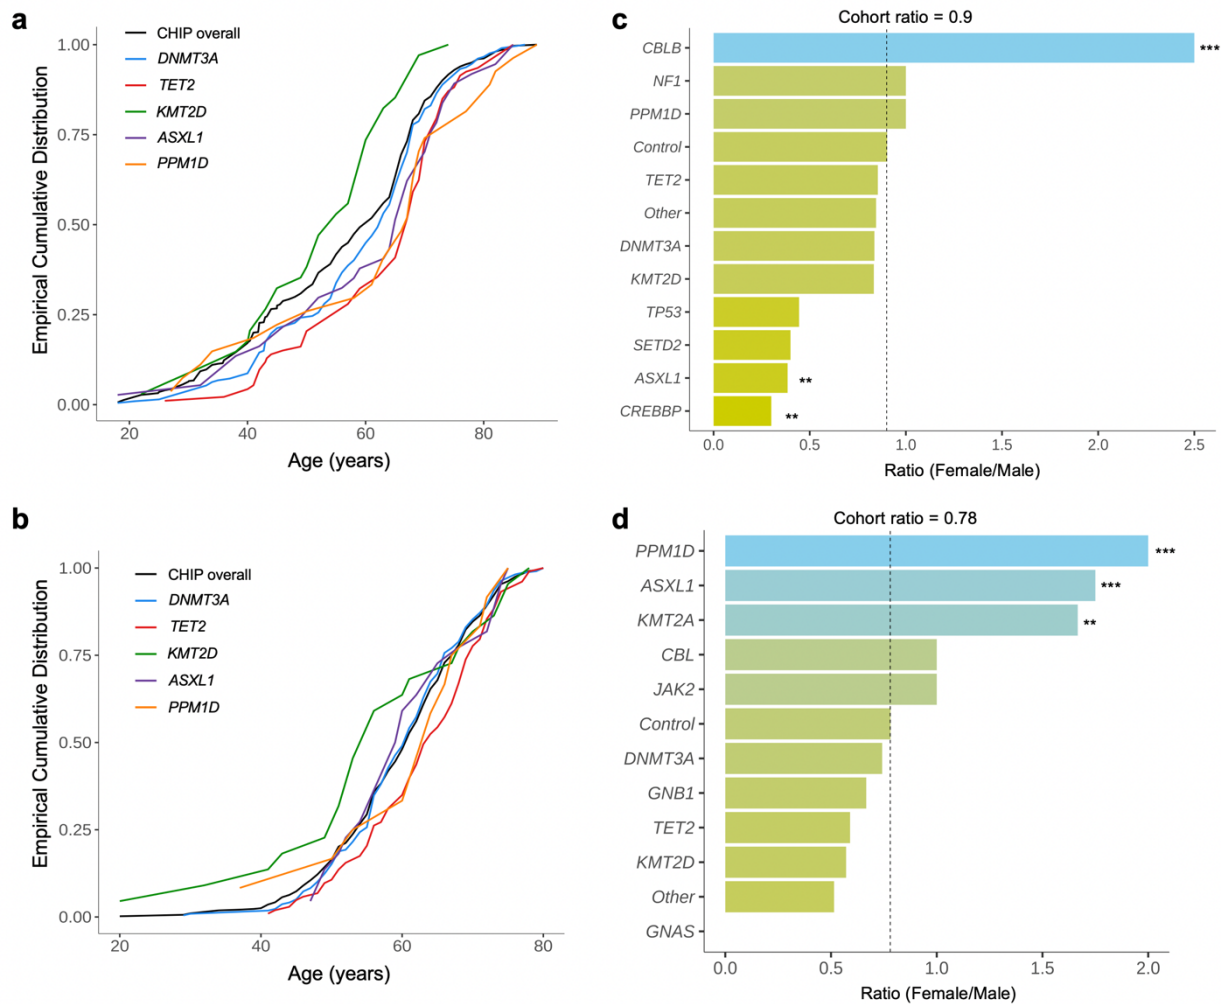 a
1.00
0.75
0.50
0.25
0.00
Empirical Cumulative Distribution
CHIP overall
DNMT3A
TET2
KMT2D
ASXL1
PPM1D
20 40 60 80
Age (years)
c
Cohort ratio = 0.9
CBLB ***
NF1
PPM1D
Control
TET2
Other
DNMT3A
KMT2D
TP53
SETD2
ASXL1 **
CREBBP **
0.0 0.5 1.0 1.5 2.0 2.5
Ratio (Female/Male)
b
1.00
0.75
0.50
0.25
0.00
Empirical Cumulative Distribution
CHIP overall
DNMT3A
TET2
KMT2D
ASXL1
PPM1D
20 40 60 80
Age (years)
d
Cohort ratio = 0.78
PPM1D ***
ASXL1 ***
KMT2A **
CBL
JAK2
Control
DNMT3A
GNB1
TET2
KMT2D
Other
GNAS
0.0 0.5 1.0 1.5 2.0
Ratio (Female/Male)